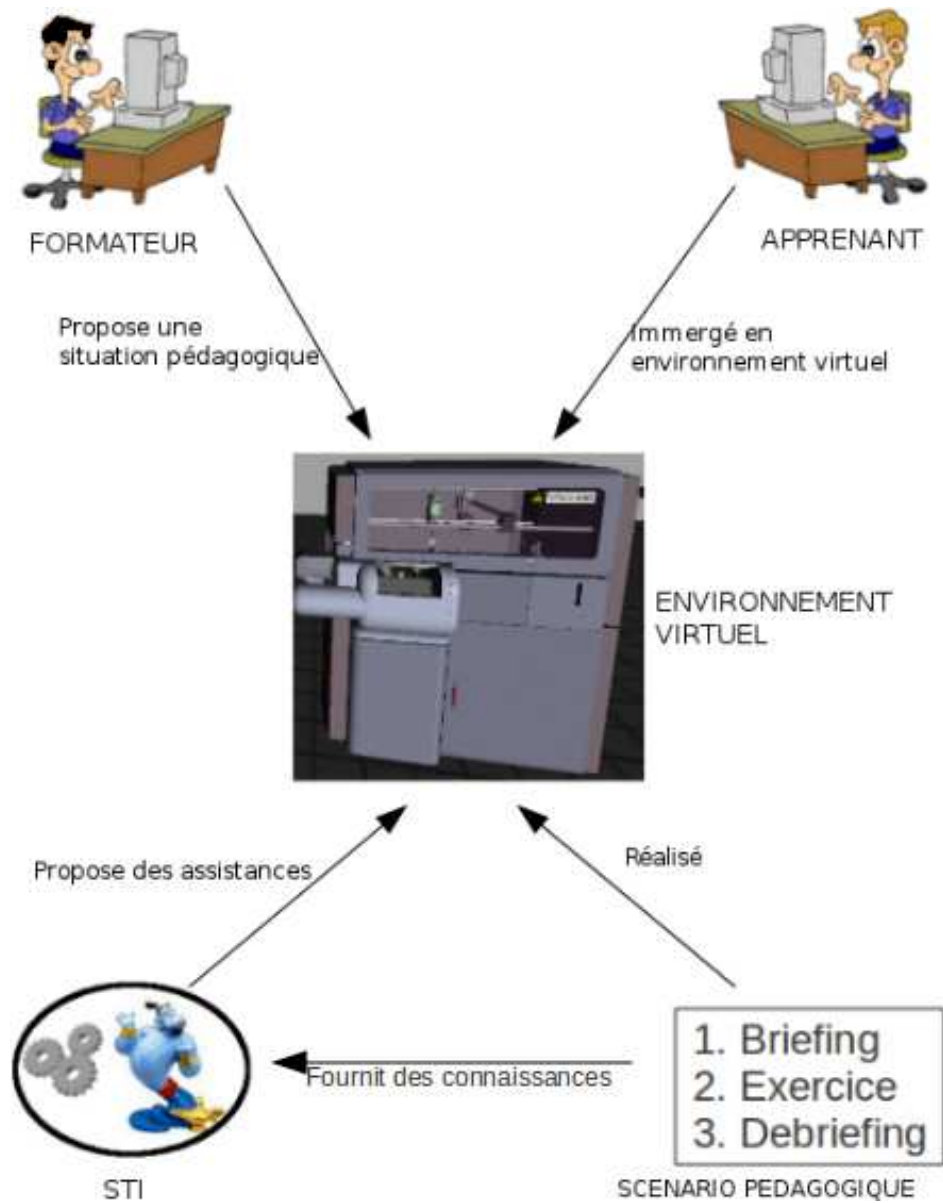 FORMATEUR
APPRENANT
Propose une
situation pédagogique
Immergé en
environnement virtuel
ENVIRONNEMENT
VIRTUEL
Propose des assistances
Réalisé
Fournit des connaissances
1. Briefing
2. Exercice
3. Debriefing
STI
SCENARIO PEDAGOGIQUE